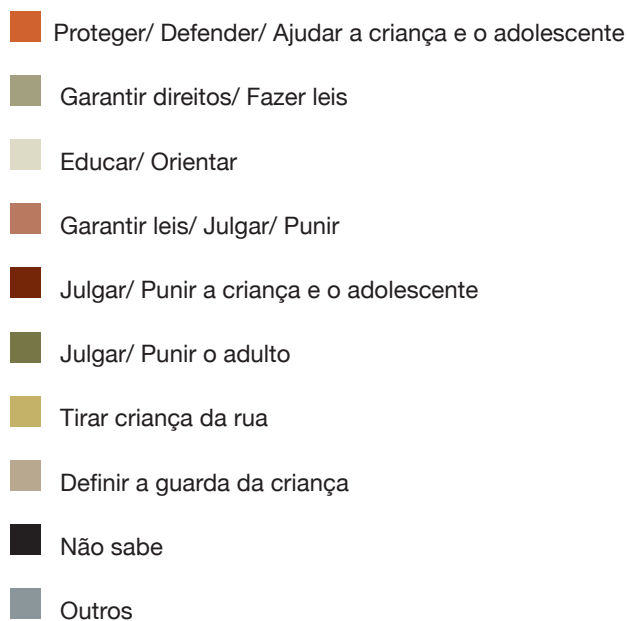 Proteger/ Defender/ Ajudar a criança e o adolescente
Garantir direitos/ Fazer leis
Educar/ Orientar
Garantir leis/ Julgar/ Punir
Julgar/ Punir a criança e o adolescente
Julgar/ Punir o adulto
Tirar criança da rua
Definir a guarda da criança
Não sabe
Outros